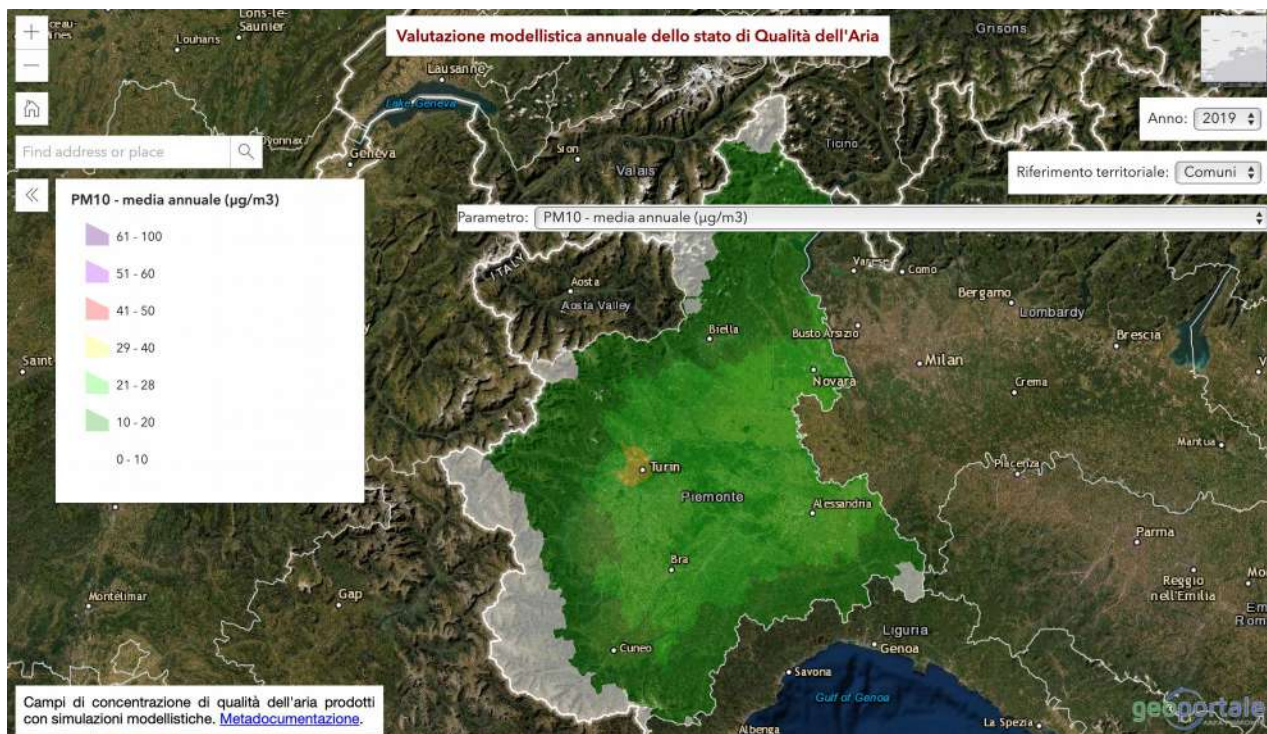 Valutazione modellistica annuale dello stato di Qualità dell'Aria
Anno: 2019
Riferimento territoriale: Comuni
Parametro: PM10 - media annuale (µg/m3)
+
−
Find address or place
PM10 - media annuale (µg/m3)
61 - 100
51 - 60
41 - 50
29 - 40
21 - 28
10 - 20
0 - 10
Lons-le-
Saunier
Louhans
Grisons
Lausanne
Lake Geneva
Oyonnax
Geneva
Sion
Valais
Ticino
ITALY
Aosta
Aosta Valley
Varese
Como
Bergamo
Lombardy
Biella
Busto Arsizio
Brescia
Milan
Novara
Crema
Saint-
Mantua
Turin
Piacenza
Piemonte
Alessandria
Parma
Bra
Reggio
nell'Emilia
Montélimar
Gap
Em
Rom
Cuneo
Liguria
Genoa
Savona
Gulf of Genoa
La Spezia
Albenga
Campi di concentrazione di qualità dell'aria prodotti
con simulazioni modellistiche. Metadocumentazione.
geoportale